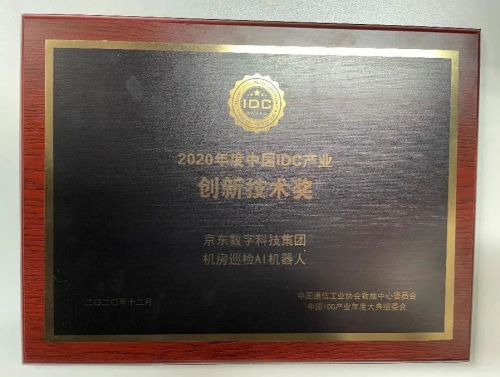 IDC
2020年度中国IDC产业
创新技术奖
京东数字科技集团
机房巡检AI机器人
二〇二〇年十二月
中国通信工业协会数据中心委员会
中国IDC产业年度大典组委会